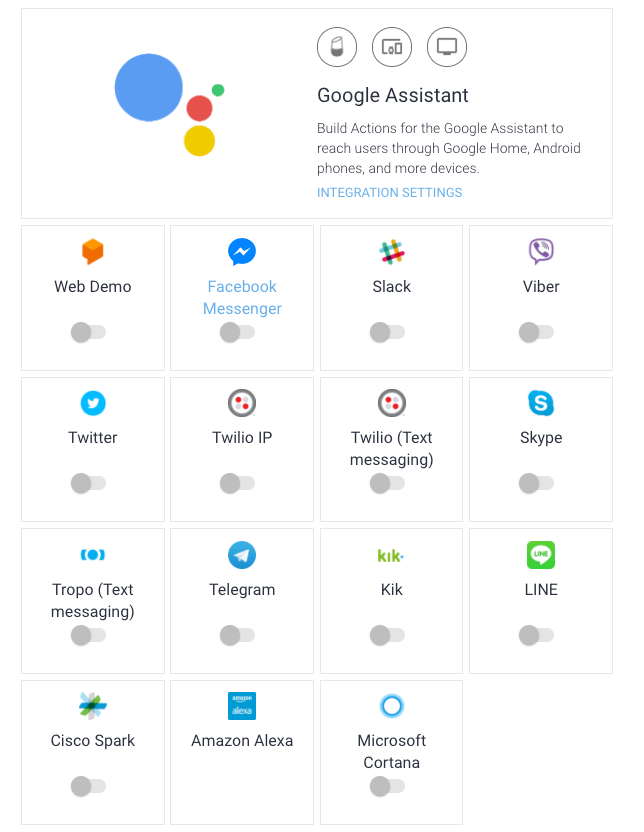 Google Assistant
Build Actions for the Google Assistant to
reach users through Google Home, Android
phones, and more devices.
INTEGRATION SETTINGS
Web Demo
Facebook
Messenger
Slack
Viber
Twitter
Twilio IP
Twilio (Text
messaging)
Skype
Tropo (Text
messaging)
Telegram
kik
Kik
LINE
LINE
Cisco Spark
amazon
alexa
Amazon Alexa
Microsoft
Cortana